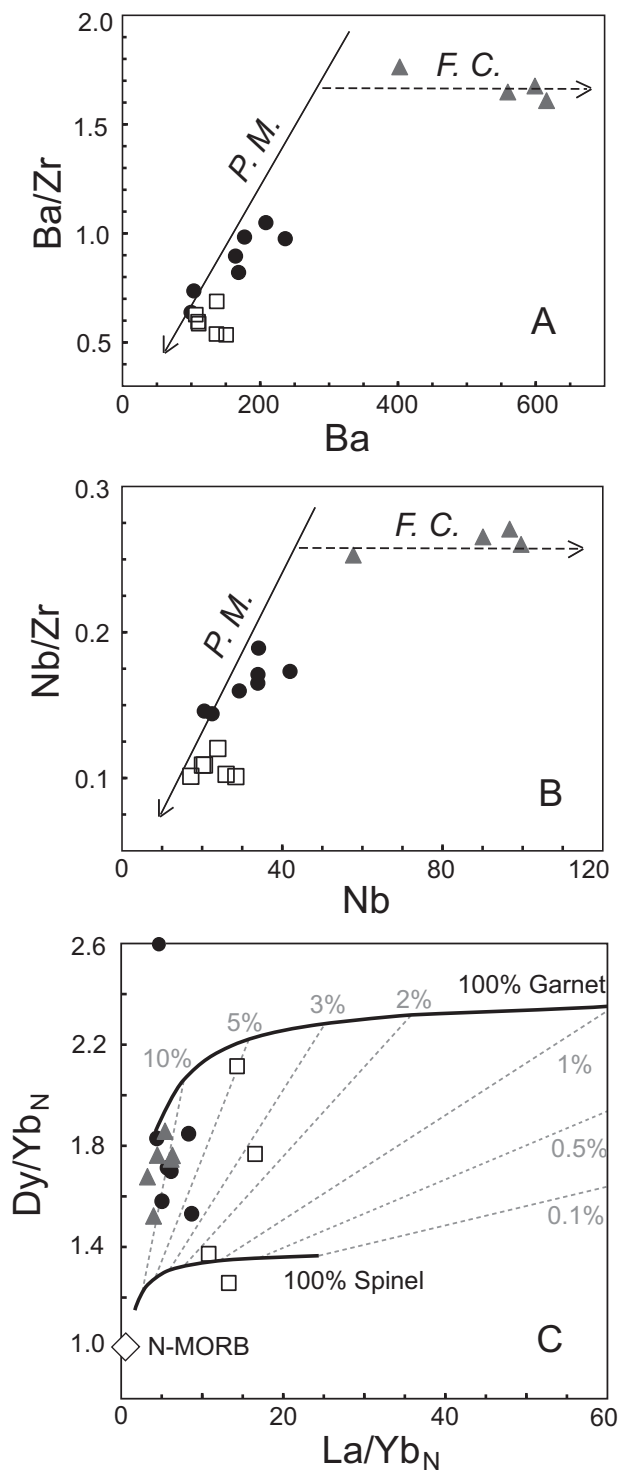 2.0
1.5
1.0
0.5
Ba/Zr
P. M.
F. C.
A
0 200 400 600
Ba
0.3
0.2
0.1
Nb/Zr
P. M.
F. C.
B
0 40 80 120
Nb
2.6
2.2
1.8
1.4
1.0
Dy/YbN
100% Garnet
10%
5%
3%
2%
1%
0.5%
0.1%
100% Spinel
N-MORB
C
0 20 40 60
La/YbN